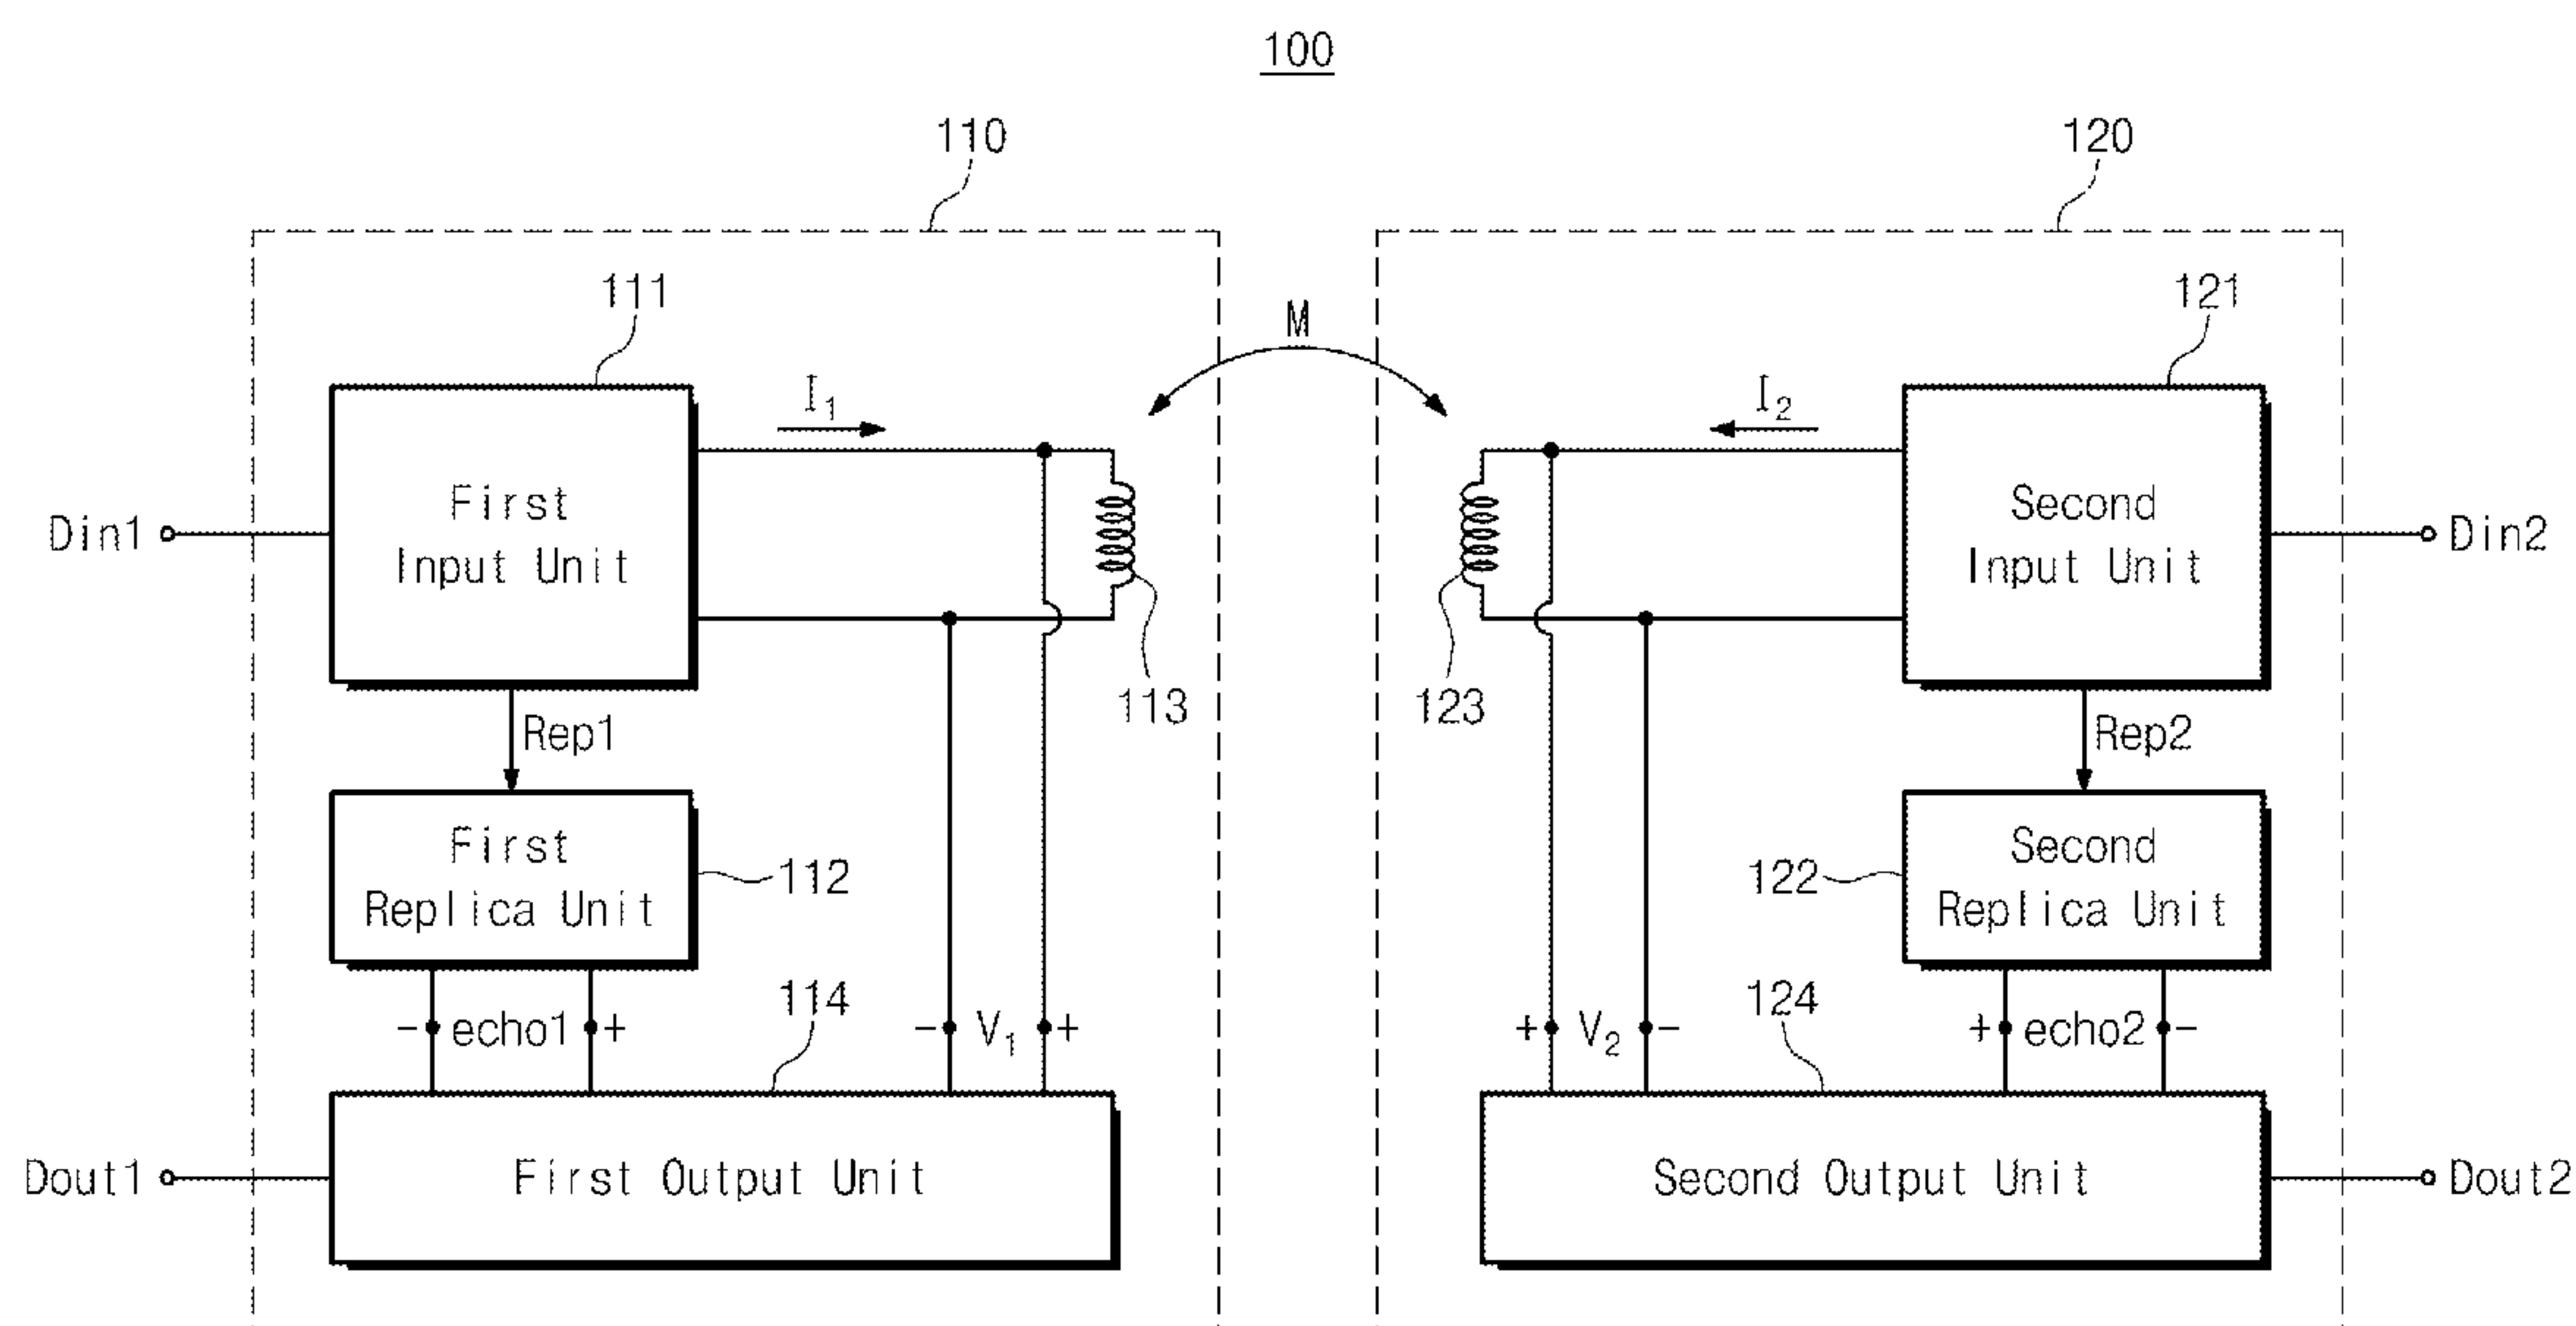 100
110
120
111
121
M
I₁
I₂
First
Input Unit
Second
Input Unit
Din1
Din2
113
123
Rep1
Rep2
First
Replica Unit
112
122
Second
Replica Unit
114
124
- echo1 +
- V₁ +
+ V₂ -
+ echo2 -
Dout1
First Output Unit
Second Output Unit
Dout2